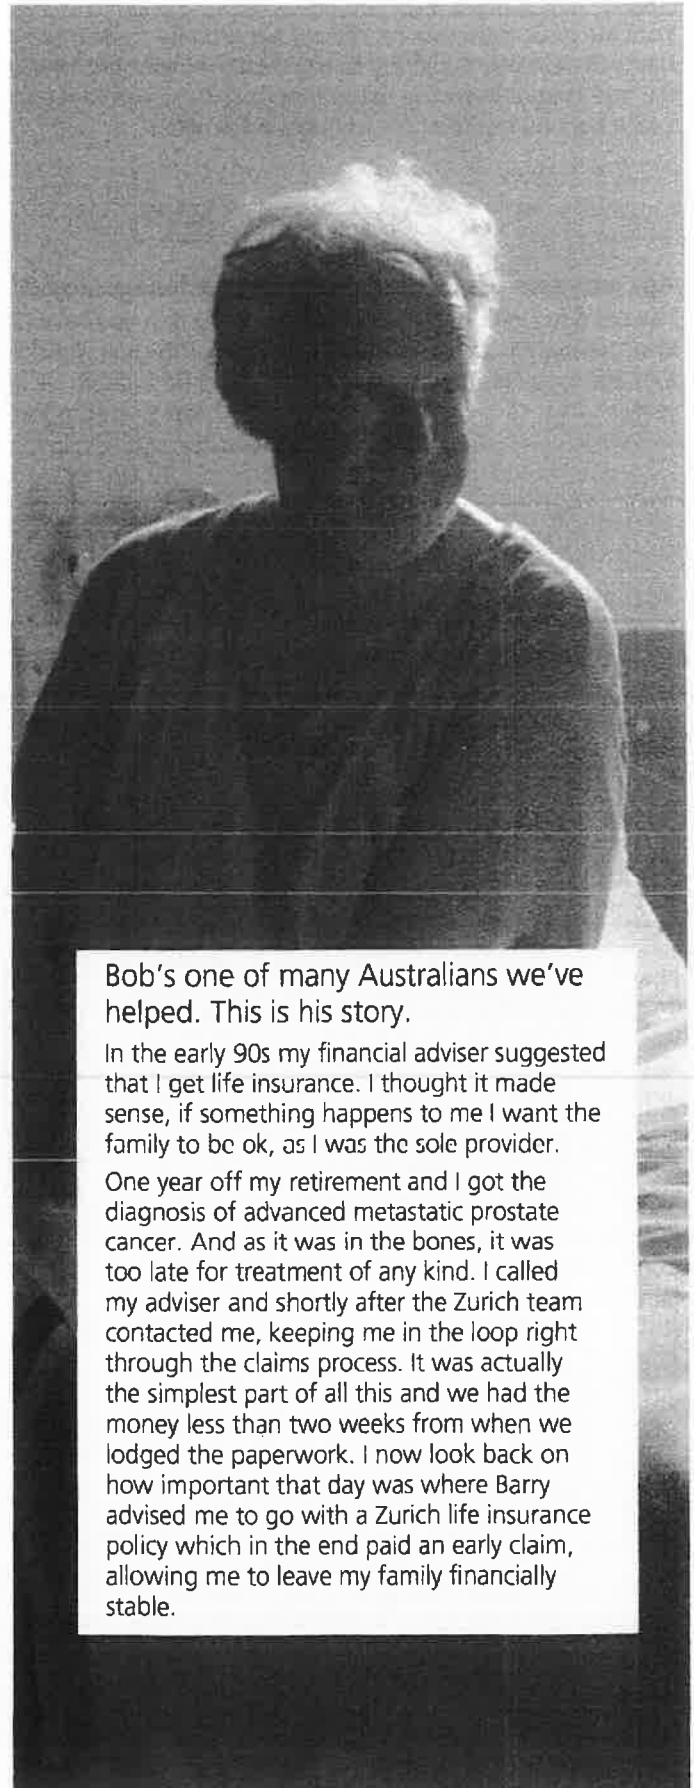 Bob's one of many Australians we've
helped. This is his story.
In the early 90s my financial adviser suggested
that I get life insurance. I thought it made
sense, if something happens to me I want the
family to be ok, as I was the sole provider.
One year off my retirement and I got the
diagnosis of advanced metastatic prostate
cancer. And as it was in the bones, it was
too late for treatment of any kind. I called
my adviser and shortly after the Zurich team
contacted me, keeping me in the loop right
through the claims process. It was actually
the simplest part of all this and we had the
money less than two weeks from when we
lodged the paperwork. I now look back on
how important that day was where Barry
advised me to go with a Zurich life insurance
policy which in the end paid an early claim,
allowing me to leave my family financially
stable.